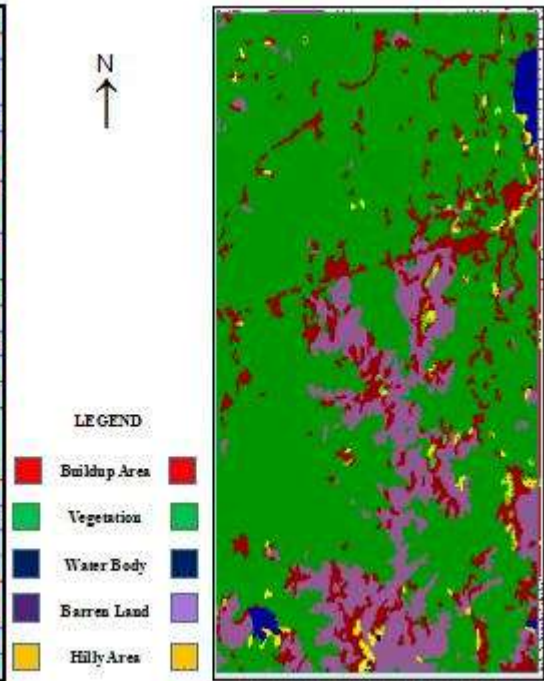 N
LEGEND
Buildup Area
Vegetation
Water Body
Barren Land
Hilly Area